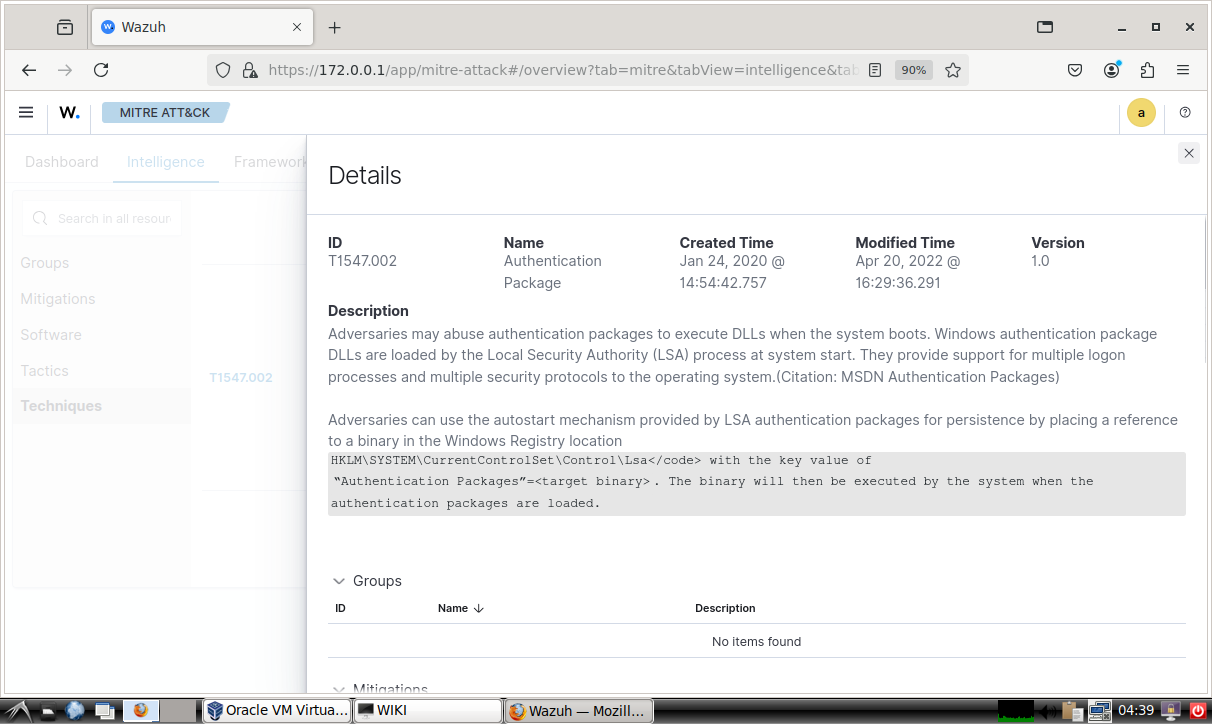 Wazuh
https://172.0.0.1/app/mitre-attack#/overview?tab=mitre&tabView=intelligence&tab
90%
W.
MITRE ATT&CK
a
Dashboard
Intelligence
Framework
Search in all resour
Groups
Mitigations
Software
Tactics
Techniques
T1547.002
Details
ID
Name
Created Time
Modified Time
Version
T1547.002
Authentication
Package
Jan 24, 2020 @
14:54:42.757
Apr 20, 2022 @
16:29:36.291
1.0
Description
Adversaries may abuse authentication packages to execute DLLs when the system boots. Windows authentication package
DLLs are loaded by the Local Security Authority (LSA) process at system start. They provide support for multiple logon
processes and multiple security protocols to the operating system.(Citation: MSDN Authentication Packages)
Adversaries can use the autostart mechanism provided by LSA authentication packages for persistence by placing a reference
to a binary in the Windows Registry location
HKLM\SYSTEM\CurrentControlSet\Control\Lsa</code> with the key value of
“Authentication Packages”=<target binary>. The binary will then be executed by the system when the
authentication packages are loaded.
Groups
ID
Name
Description
No items found
Mitigations
Oracle VM Virtua...
WIKI
Wazuh — Mozill...
04:39